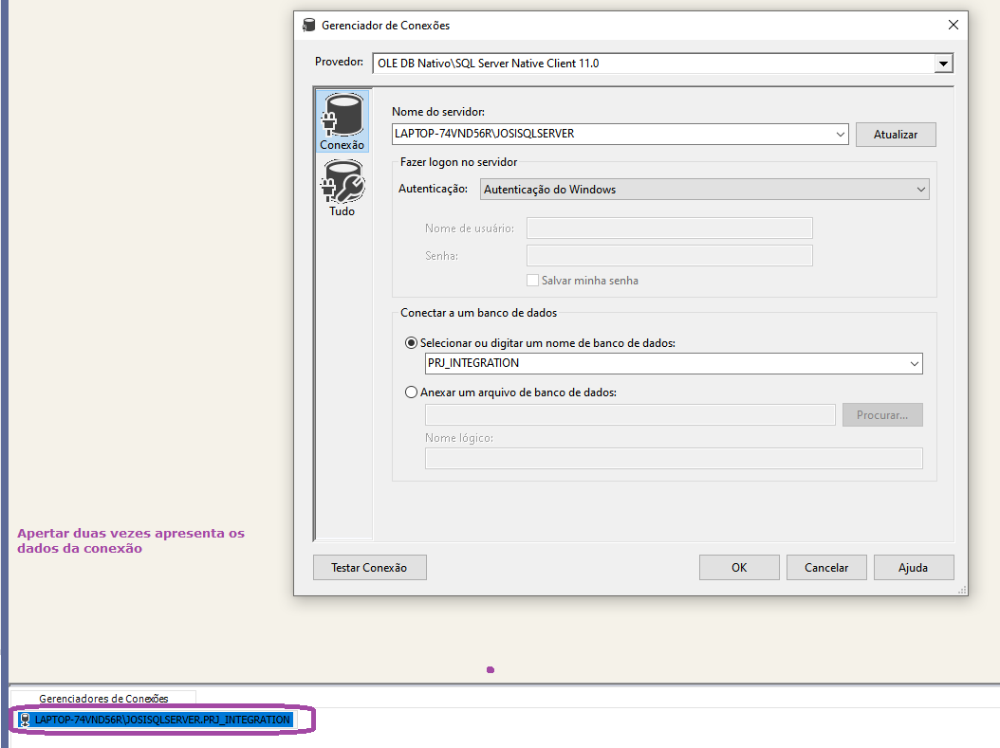 Gerenciador de Conexões
Provedor: OLE DB Nativo\SQL Server Native Client 11.0
Conexão
Tudo
Nome do servidor:
LAPTOP-74VND56R\JOSISQLSERVER
Atualizar
Fazer logon no servidor
Autenticação: Autenticação do Windows
Nome de usuário:
Senha:
Salvar minha senha
Conectar a um banco de dados
Selecionar ou digitar um nome de banco de dados:
PRJ_INTEGRATION
Anexar um arquivo de banco de dados:
Procurar...
Nome lógico:
Testar Conexão OK Cancelar Ajuda
Apertar duas vezes apresenta os
dados da conexão
Gerenciadores de Conexões
LAPTOP-74VND56R\JOSISQLSERVER.PRJ_INTEGRATION